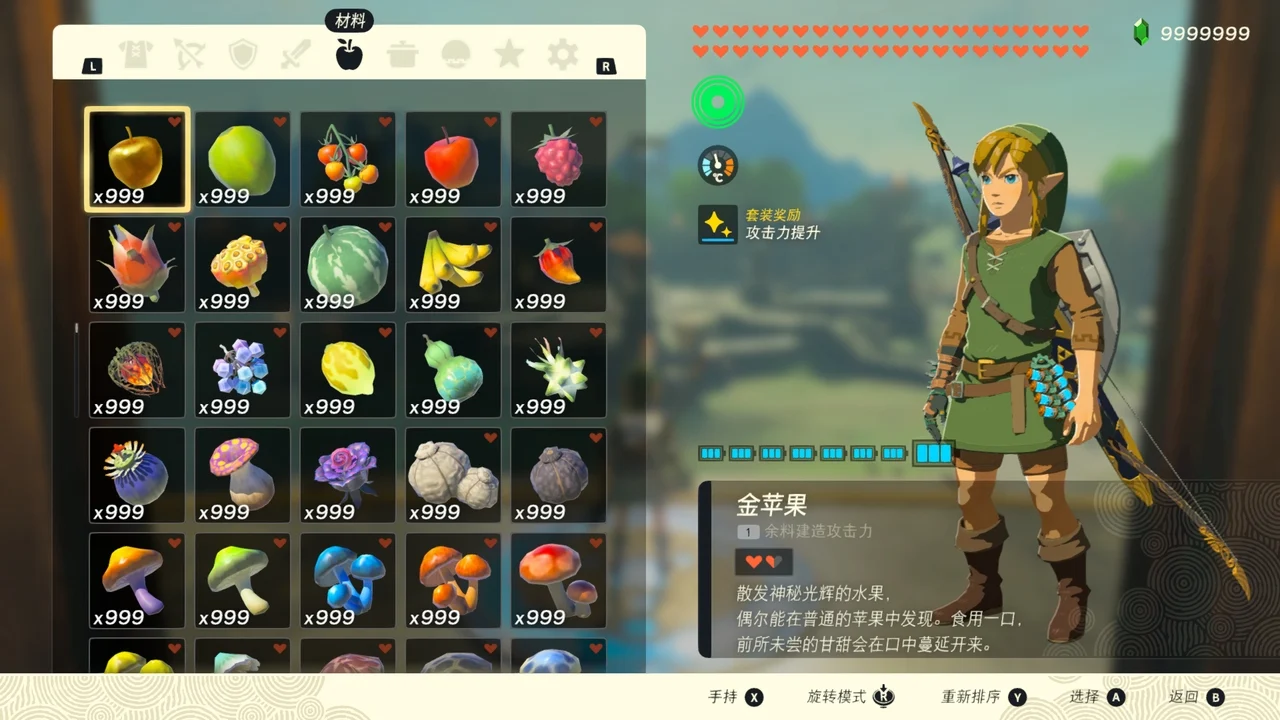 材料
L
R
9999999
°C
套装奖励
攻击力提升
x999 x999 x999 x999 x999
x999 x999 x999 x999 x999
x999 x999 x999 x999 x999
x999 x999 x999 x999 x999
x999 x999 x999 x999 x999
金苹果
1 余料建造攻击力
散发神秘光辉的水果,
偶尔能在普通的苹果中发现。食用一口,
前所未尝的甘甜会在口中蔓延开来。
手持 X 旋转模式 R 重新排序 Y 选择 A 返回 B